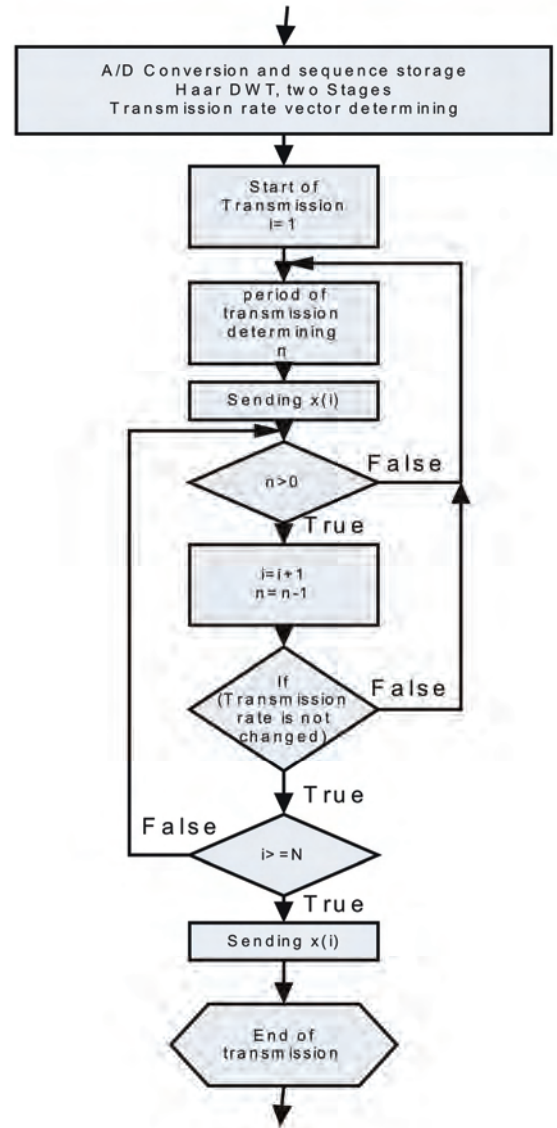 A/D Conversion and sequence storage
Haar DWT, two Stages
Transmission rate vector determining
Start of
Transmission
i=1
period of
transmission
determining
n
Sending x(i)
n>0
False
True
i=i+1
n=n-1
If
(Transmission
rate is not
changed)
False
True
False
i>=N
True
Sending x(i)
End of
transmission